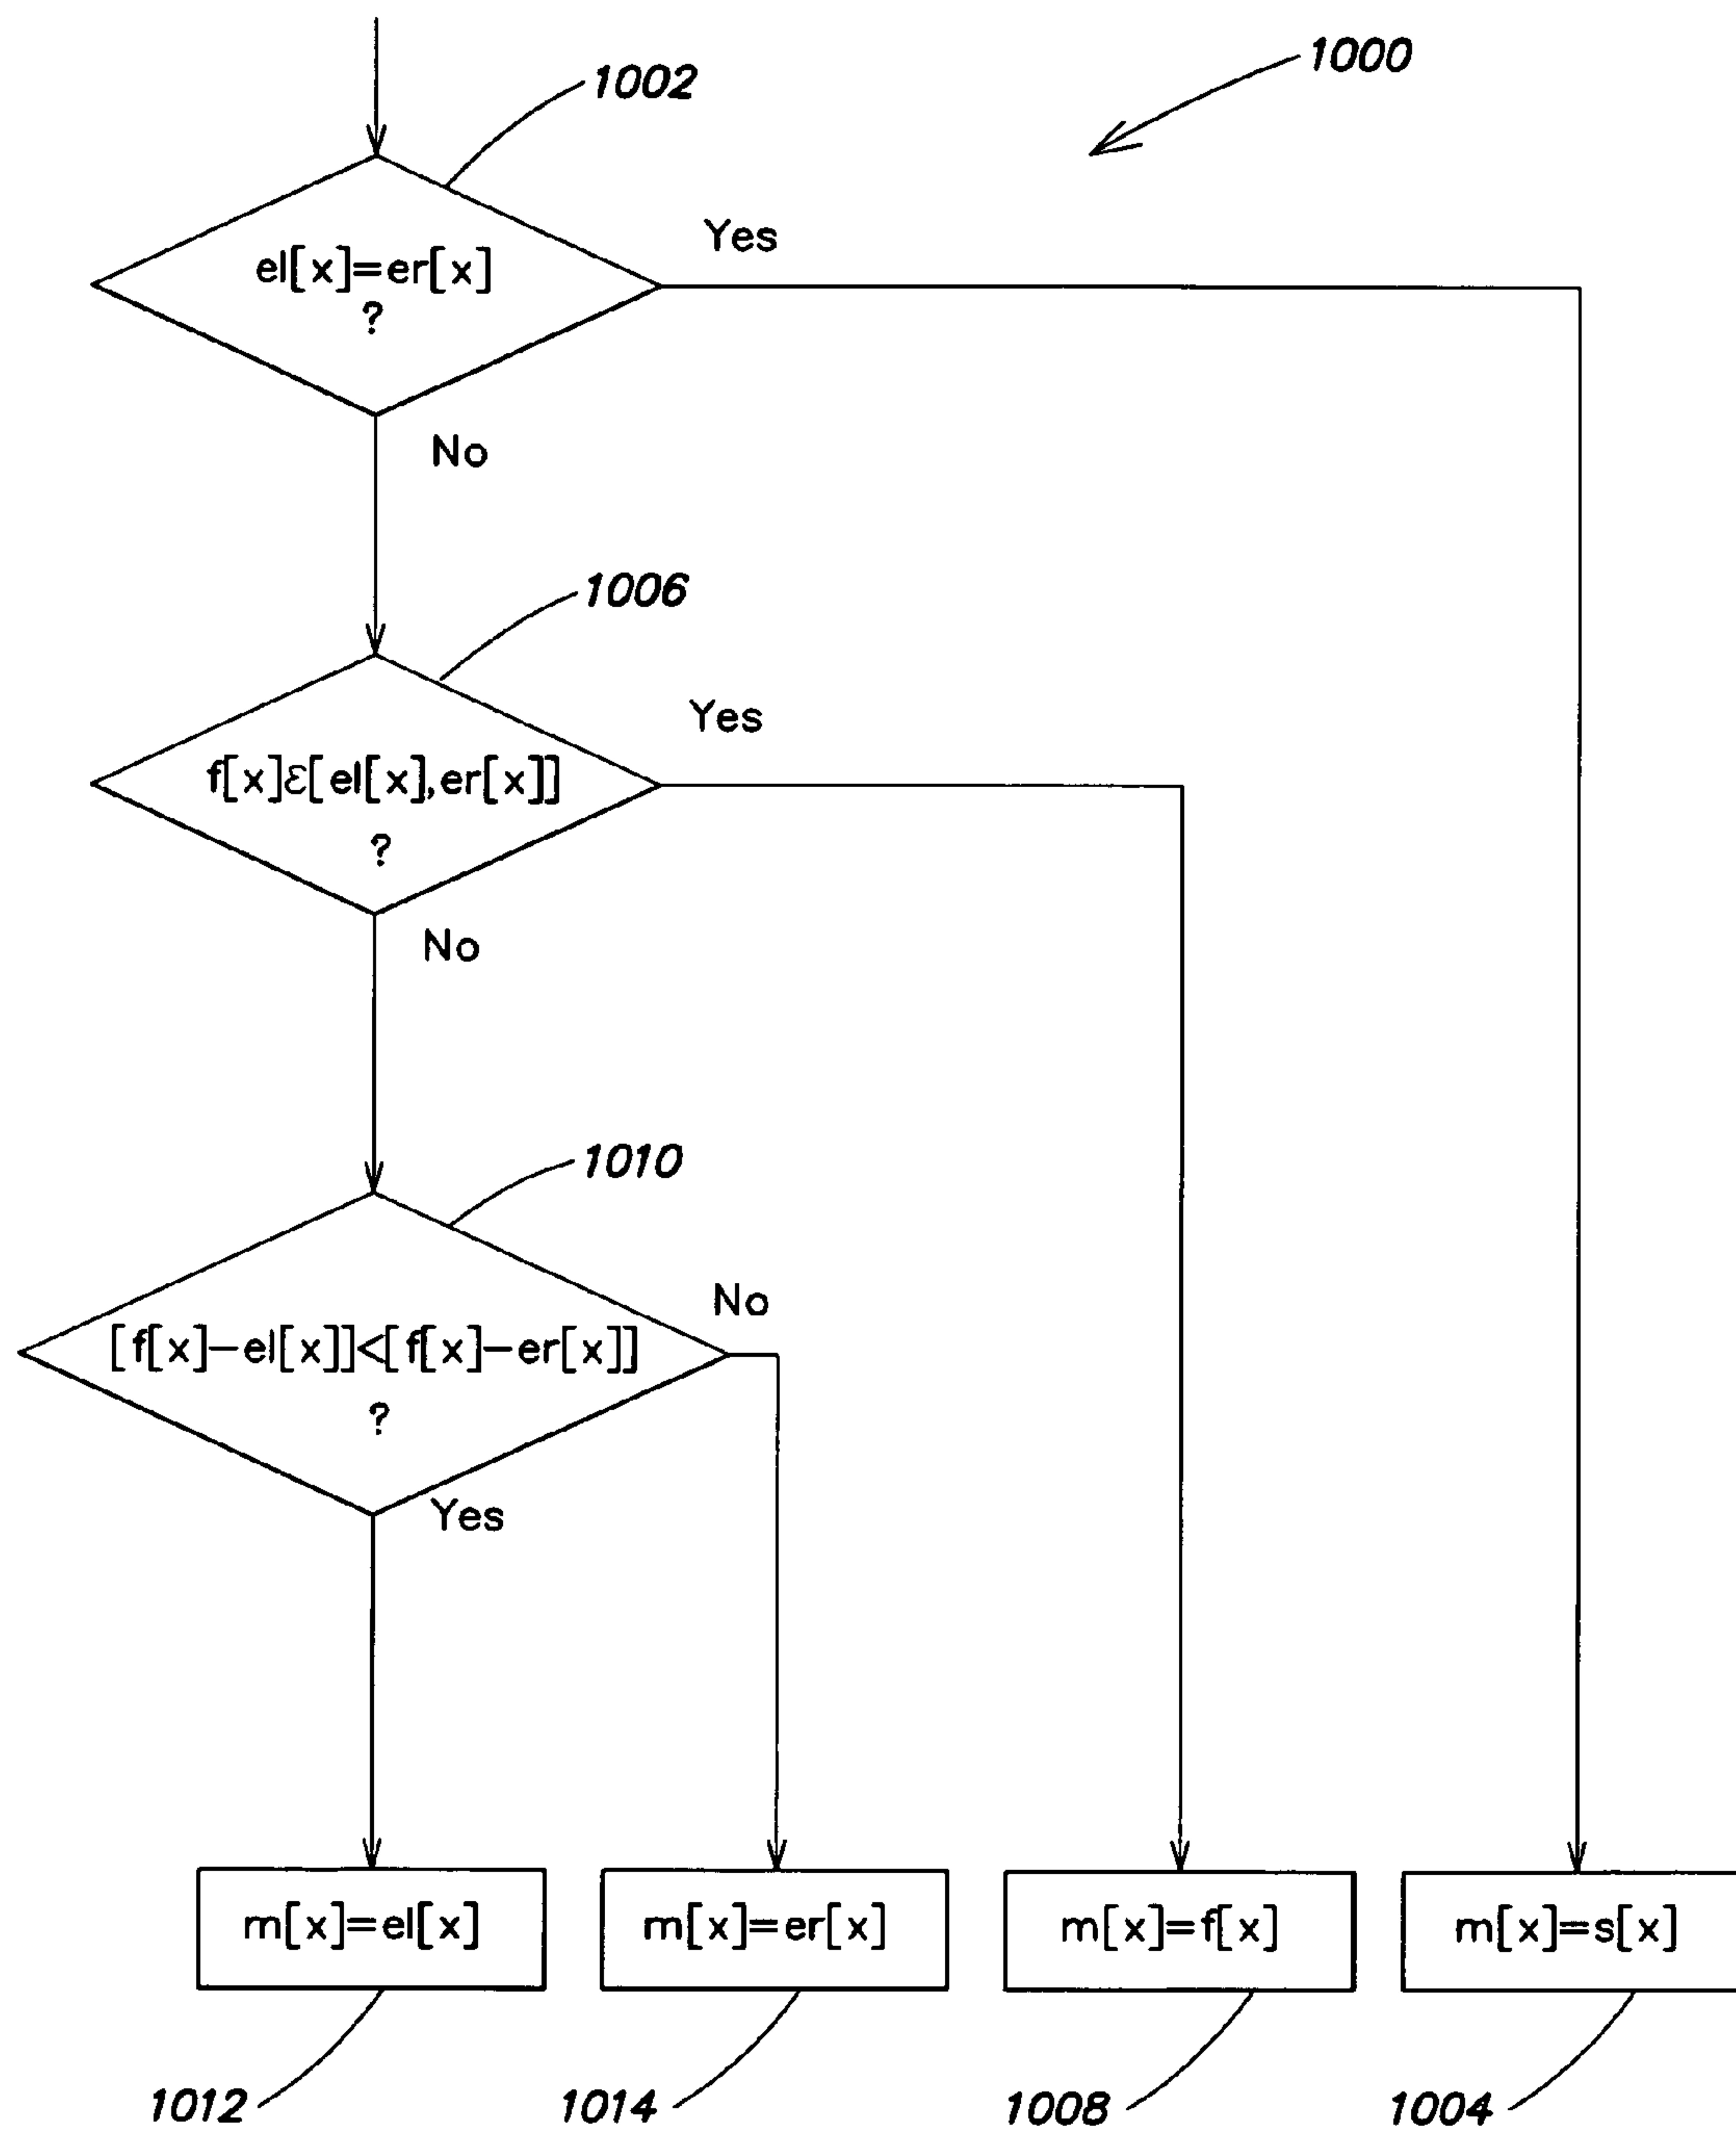 1000
1002
Yes
el[x]=er[x]
?
No
1006
Yes
f[x]ε[el[x],er[x]]
?
No
1010
No
[f[x]-el[x]]<[f[x]-er[x]]
?
Yes
m[x]=el[x]
m[x]=er[x]
m[x]=f[x]
m[x]=s[x]
1012
1014
1008
1004